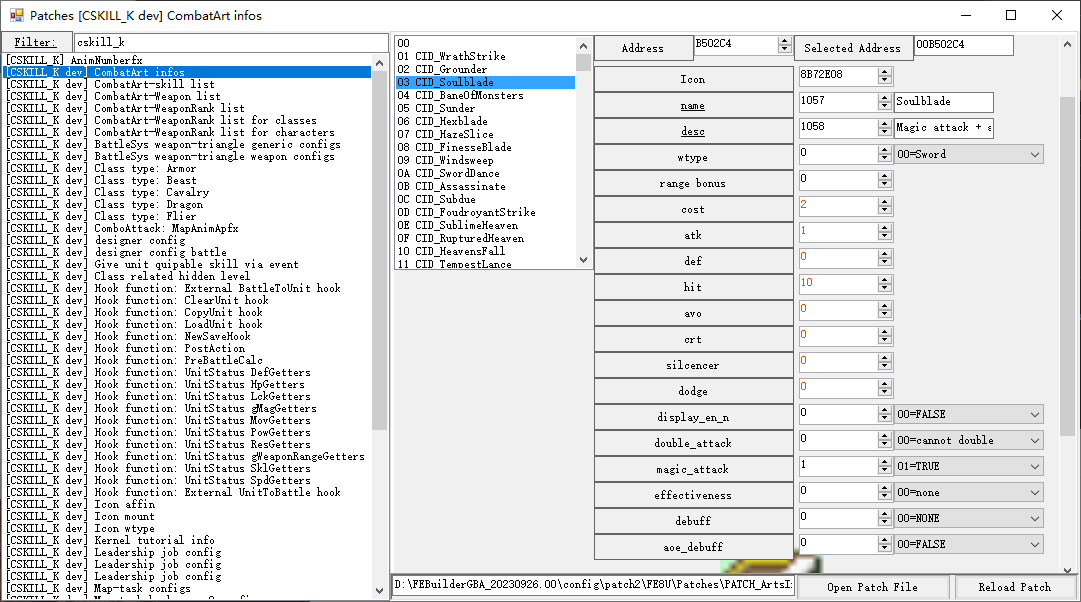 Patches [CSKILL_K dev] CombatArt infos
Filter:
cskill_k
[CSKILL_K] AnimNumberfx
[CSKILL_K dev] CombatArt infos
[CSKILL_K dev] CombatArt-skill list
[CSKILL_K dev] CombatArt-Weapon list
[CSKILL_K dev] CombatArt-WeaponRank list
[CSKILL_K dev] CombatArt-WeaponRank list for classes
[CSKILL_K dev] CombatArt-WeaponRank list for characters
[CSKILL_K dev] BattleSys weapon-triangle generic configs
[CSKILL_K dev] BattleSys weapon-triangle weapon configs
[CSKILL_K dev] Class type: Armor
[CSKILL_K dev] Class type: Beast
[CSKILL_K dev] Class type: Cavalry
[CSKILL_K dev] Class type: Dragon
[CSKILL_K dev] Class type: Flier
[CSKILL_K dev] ComboAttack: MapAnimApfx
[CSKILL_K dev] designer config
[CSKILL_K dev] designer config battle
[CSKILL_K dev] Give unit quipable skill via event
[CSKILL_K dev] Class related hidden level
[CSKILL_K dev] Hook function: External BattleToUnit hook
[CSKILL_K dev] Hook function: ClearUnit hook
[CSKILL_K dev] Hook function: CopyUnit hook
[CSKILL_K dev] Hook function: LoadUnit hook
[CSKILL_K dev] Hook function: NewSaveHook
[CSKILL_K dev] Hook function: PostAction
[CSKILL_K dev] Hook function: PreBattleCalc
[CSKILL_K dev] Hook function: UnitStatus DefGetters
[CSKILL_K dev] Hook function: UnitStatus HpGetters
[CSKILL_K dev] Hook function: UnitStatus LckGetters
[CSKILL_K dev] Hook function: UnitStatus gMagGetters
[CSKILL_K dev] Hook function: UnitStatus MovGetters
[CSKILL_K dev] Hook function: UnitStatus PowGetters
[CSKILL_K dev] Hook function: UnitStatus ResGetters
[CSKILL_K dev] Hook function: UnitStatus gWeaponRangeGetters
[CSKILL_K dev] Hook function: UnitStatus SklGetters
[CSKILL_K dev] Hook function: UnitStatus SpdGetters
[CSKILL_K dev] Hook function: External UnitToBattle hook
[CSKILL_K dev] Icon affin
[CSKILL_K dev] Icon mount
[CSKILL_K dev] Icon wtype
[CSKILL_K dev] Kernel tutorial info
[CSKILL_K dev] Leadership job config
[CSKILL_K dev] Leadership job config
[CSKILL_K dev] Leadership job config
[CSKILL_K dev] Map-task configs
00
01 CID_WrathStrike
02 CID_Grounder
03 CID_Soulblade
04 CID_BaneOfMonsters
05 CID_Sunder
06 CID_Hexblade
07 CID_HazeSlice
08 CID_FinesseBlade
09 CID_Windsweep
0A CID_SwordDance
0B CID_Assassinate
0C CID_Subdue
0D CID_FoudroyantStrike
0E CID_SublimeHeaven
0F CID_RupturedHeaven
10 CID_HeavensFall
11 CID_TempestLance
Address B502C4 Selected Address 00B502C4
Icon 8B72E08
name 1057 Soulblade
desc 1058 Magic attack + s
wtype 0 00=Sword
range bonus 0
cost 2
atk 1
def 0
hit 10
avo 0
crt 0
silcencer 0
dodge 0
display_en_n 0 00=FALSE
double_attack 0 00=cannot double
magic_attack 1 01=TRUE
effectiveness 0 00=none
debuff 0 00=NONE
aoe_debuff 0 00=FALSE
D:\FEBuilderGBA_20230926.00\config\patch2\FE8U\Patches\PATCH_ArtsI:
Open Patch File
Reload Patch